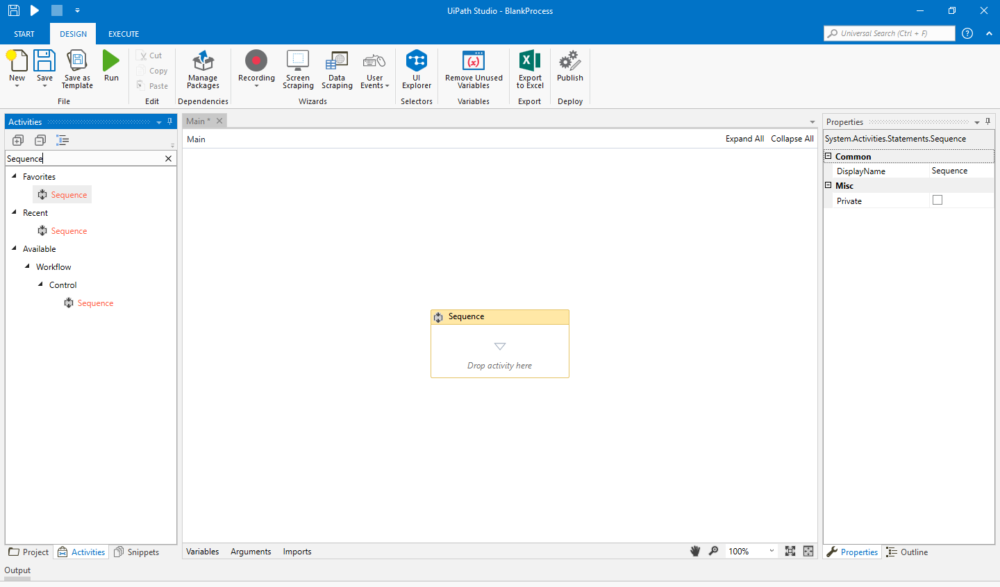 UiPath Studio - BlankProcess
START DESIGN EXECUTE
Universal Search (Ctrl + F)
New Save Save as Template Run
Cut
Copy
Paste
Manage Packages
Recording Screen Scraping Data Scraping User Events
UI Explorer
Remove Unused Variables
Export to Excel
Publish
File Edit Dependencies Wizards Selectors Variables Export Deploy
Activities
Sequence
Favorites
Sequence
Recent
Sequence
Available
Workflow
Control
Sequence
Project Activities Snippets
Main *
Main Expand All Collapse All
Sequence
Drop activity here
Variables Arguments Imports 100%
Properties
System.Activities.Statements.Sequence
Common
DisplayName Sequence
Misc
Private
Properties Outline
Output